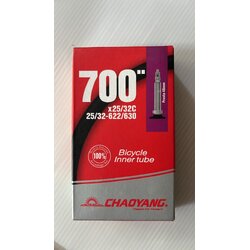 700"
x25/32C
25/32-622/630
Bicycle
Inner tube
100%
CHAOYANG